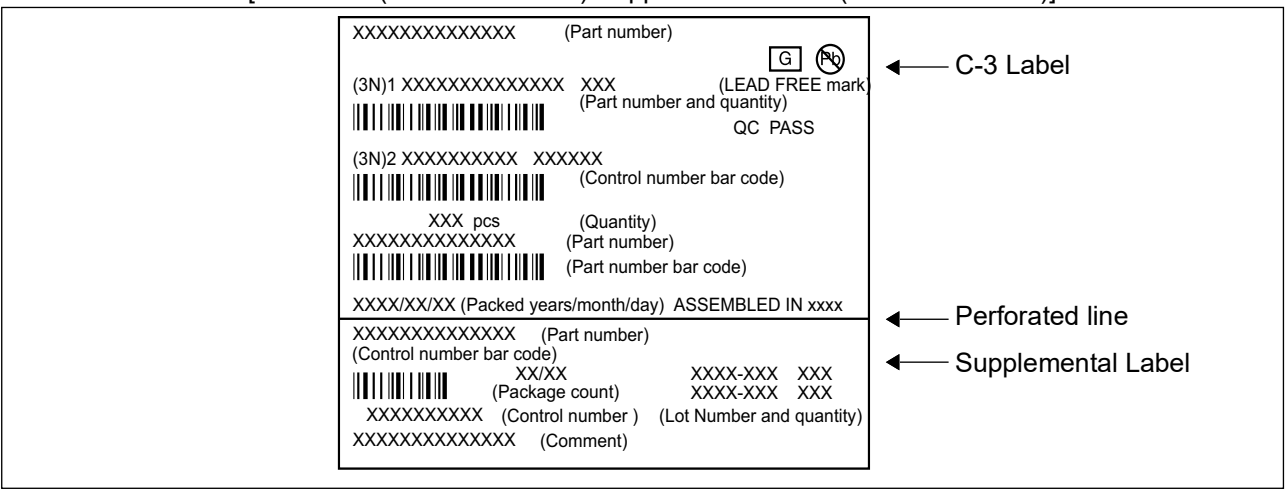 XXXXXXXXXXXXXX (Part number)
G Pb
C-3 Label
(3N)1 XXXXXXXXXXXXXX XXX (LEAD FREE mark)
(Part number and quantity)
QC PASS
(3N)2 XXXXXXXXXX XXXXXX
(Control number bar code)
XXX pcs (Quantity)
XXXXXXXXXXXXXX (Part number)
(Part number bar code)
XXXX/XX/XX (Packed years/month/day) ASSEMBLED IN xxxx
Perforated line
XXXXXXXXXXXXXX (Part number)
(Control number bar code)
Supplemental Label
XX/XX XXXX-XXX XXX
(Package count) XXXX-XXX XXX
XXXXXXXXXX (Control number ) (Lot Number and quantity)
XXXXXXXXXXXXXX (Comment)